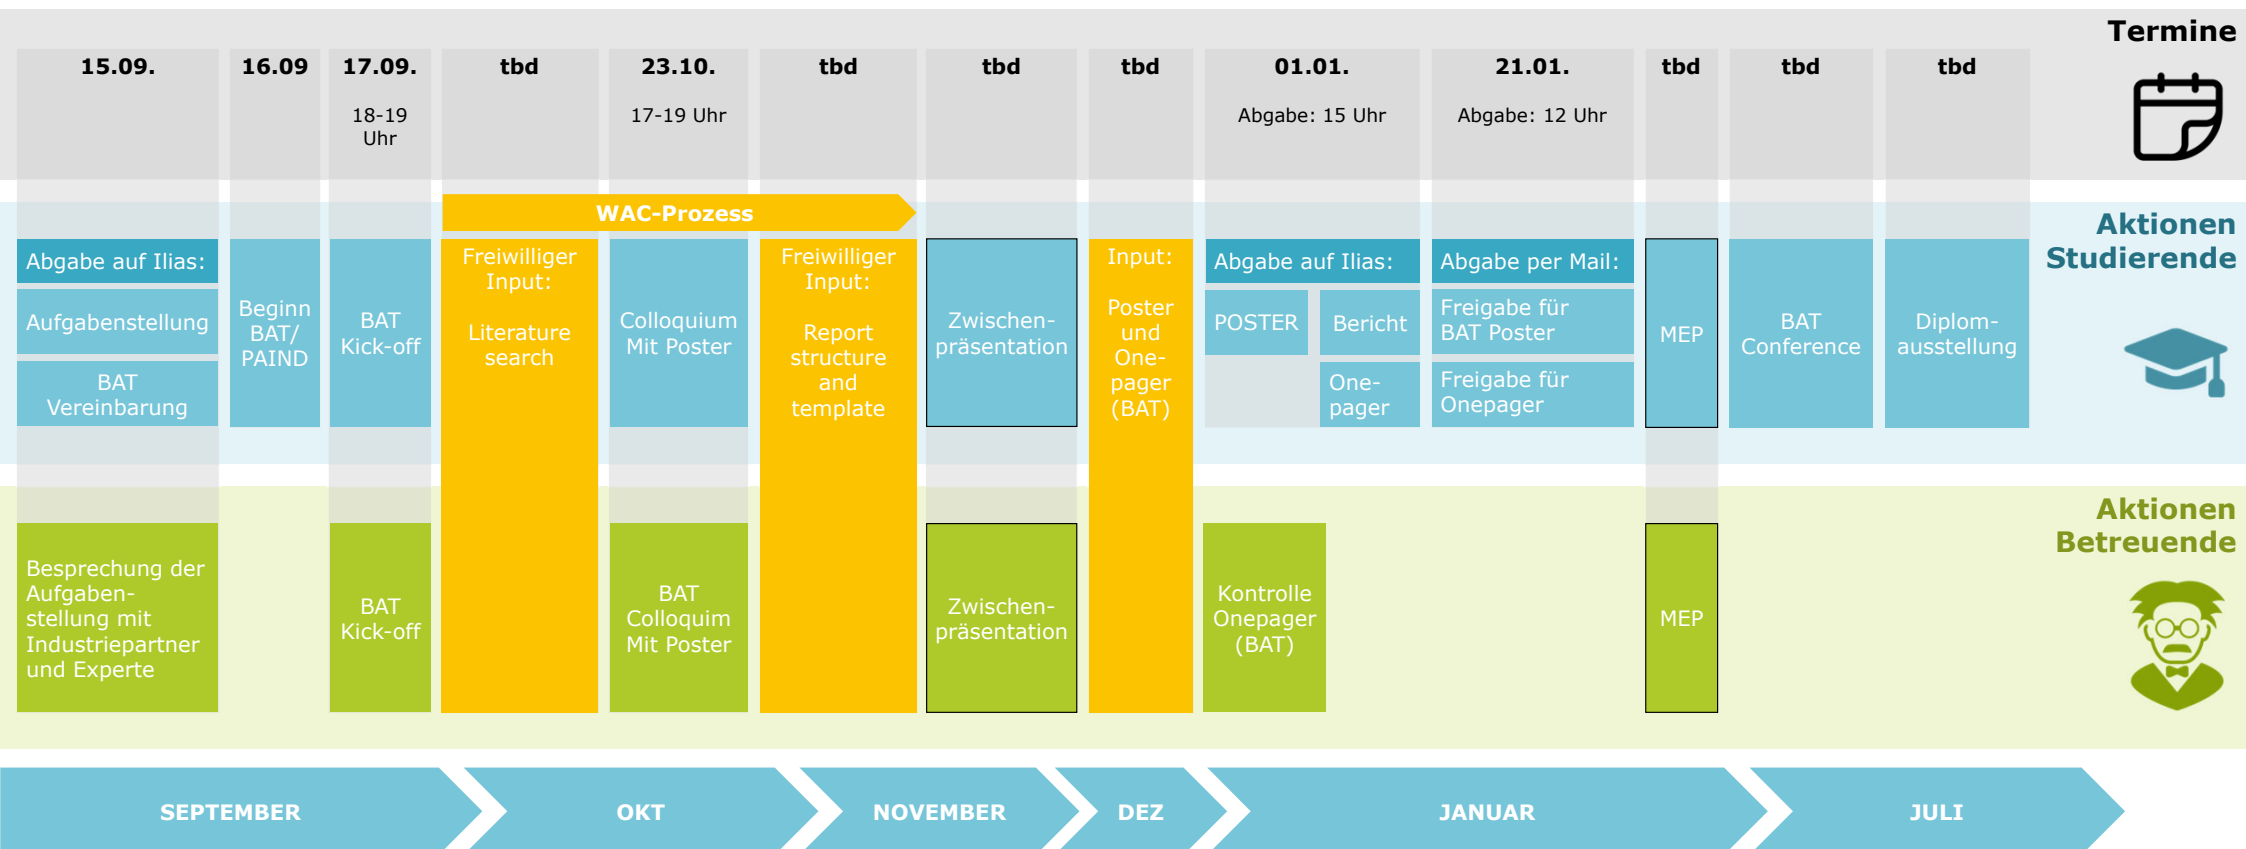 Termine
15.09.
16.09
17.09.
18-19
Uhr
tbd
23.10.
17-19 Uhr
tbd
tbd
tbd
01.01.
Abgabe: 15 Uhr
21.01.
Abgabe: 12 Uhr
tbd
tbd
tbd
WAC-Prozess
Aktionen
Studierende
Abgabe auf Ilias:
Aufgabenstellung
BAT
Vereinbarung
Beginn
BAT/
PAIND
BAT
Kick-off
Freiwilliger
Input:
Literature
search
Colloquium
Mit Poster
Freiwilliger
Input:
Report
structure
and
template
Zwischen-
präsentation
Input:
Poster
und
One-
pager
(BAT)
Abgabe auf Ilias:
POSTER
Bericht
One-
pager
Abgabe per Mail:
Freigabe für
BAT Poster
Freigabe für
Onepager
MEP
BAT
Conference
Diplom-
ausstellung
Aktionen
Betreuende
Besprechung der
Aufgaben-
stellung mit
Industriepartner
und Experte
BAT
Kick-off
BAT
Colloquim
Mit Poster
Zwischen-
präsentation
Kontrolle
Onepager
(BAT)
MEP
SEPTEMBER
OKT
NOVEMBER
DEZ
JANUAR
JULI